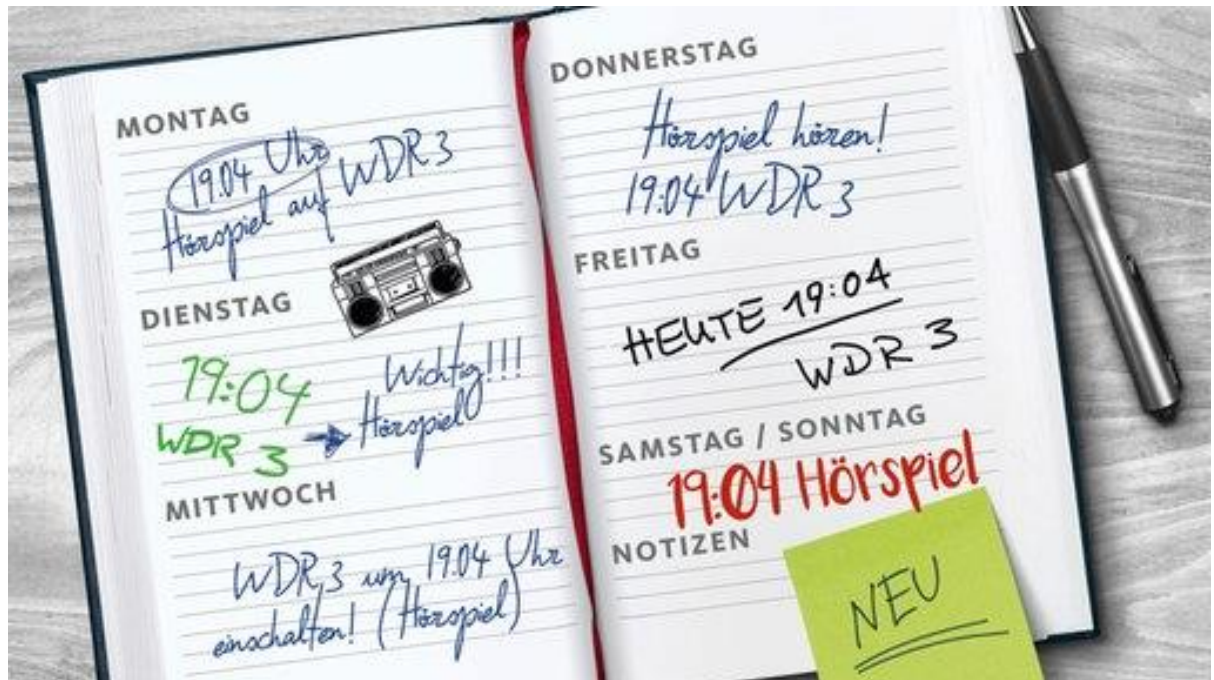 MONTAG
19.04 Uhr
Hörspiel auf WDR 3
DIENSTAG
19:04
WDR 3
Wichtig!!!
Hörspiel
MITTWOCH
WDR 3 um 19.04 Uhr
einschalten! (Hörspiel)
DONNERSTAG
Hörspiel hören!
19:04 WDR 3
FREITAG
HEUTE 19:04
WDR 3
SAMSTAG / SONNTAG
19:04 Hörspiel
NOTIZEN
NEU